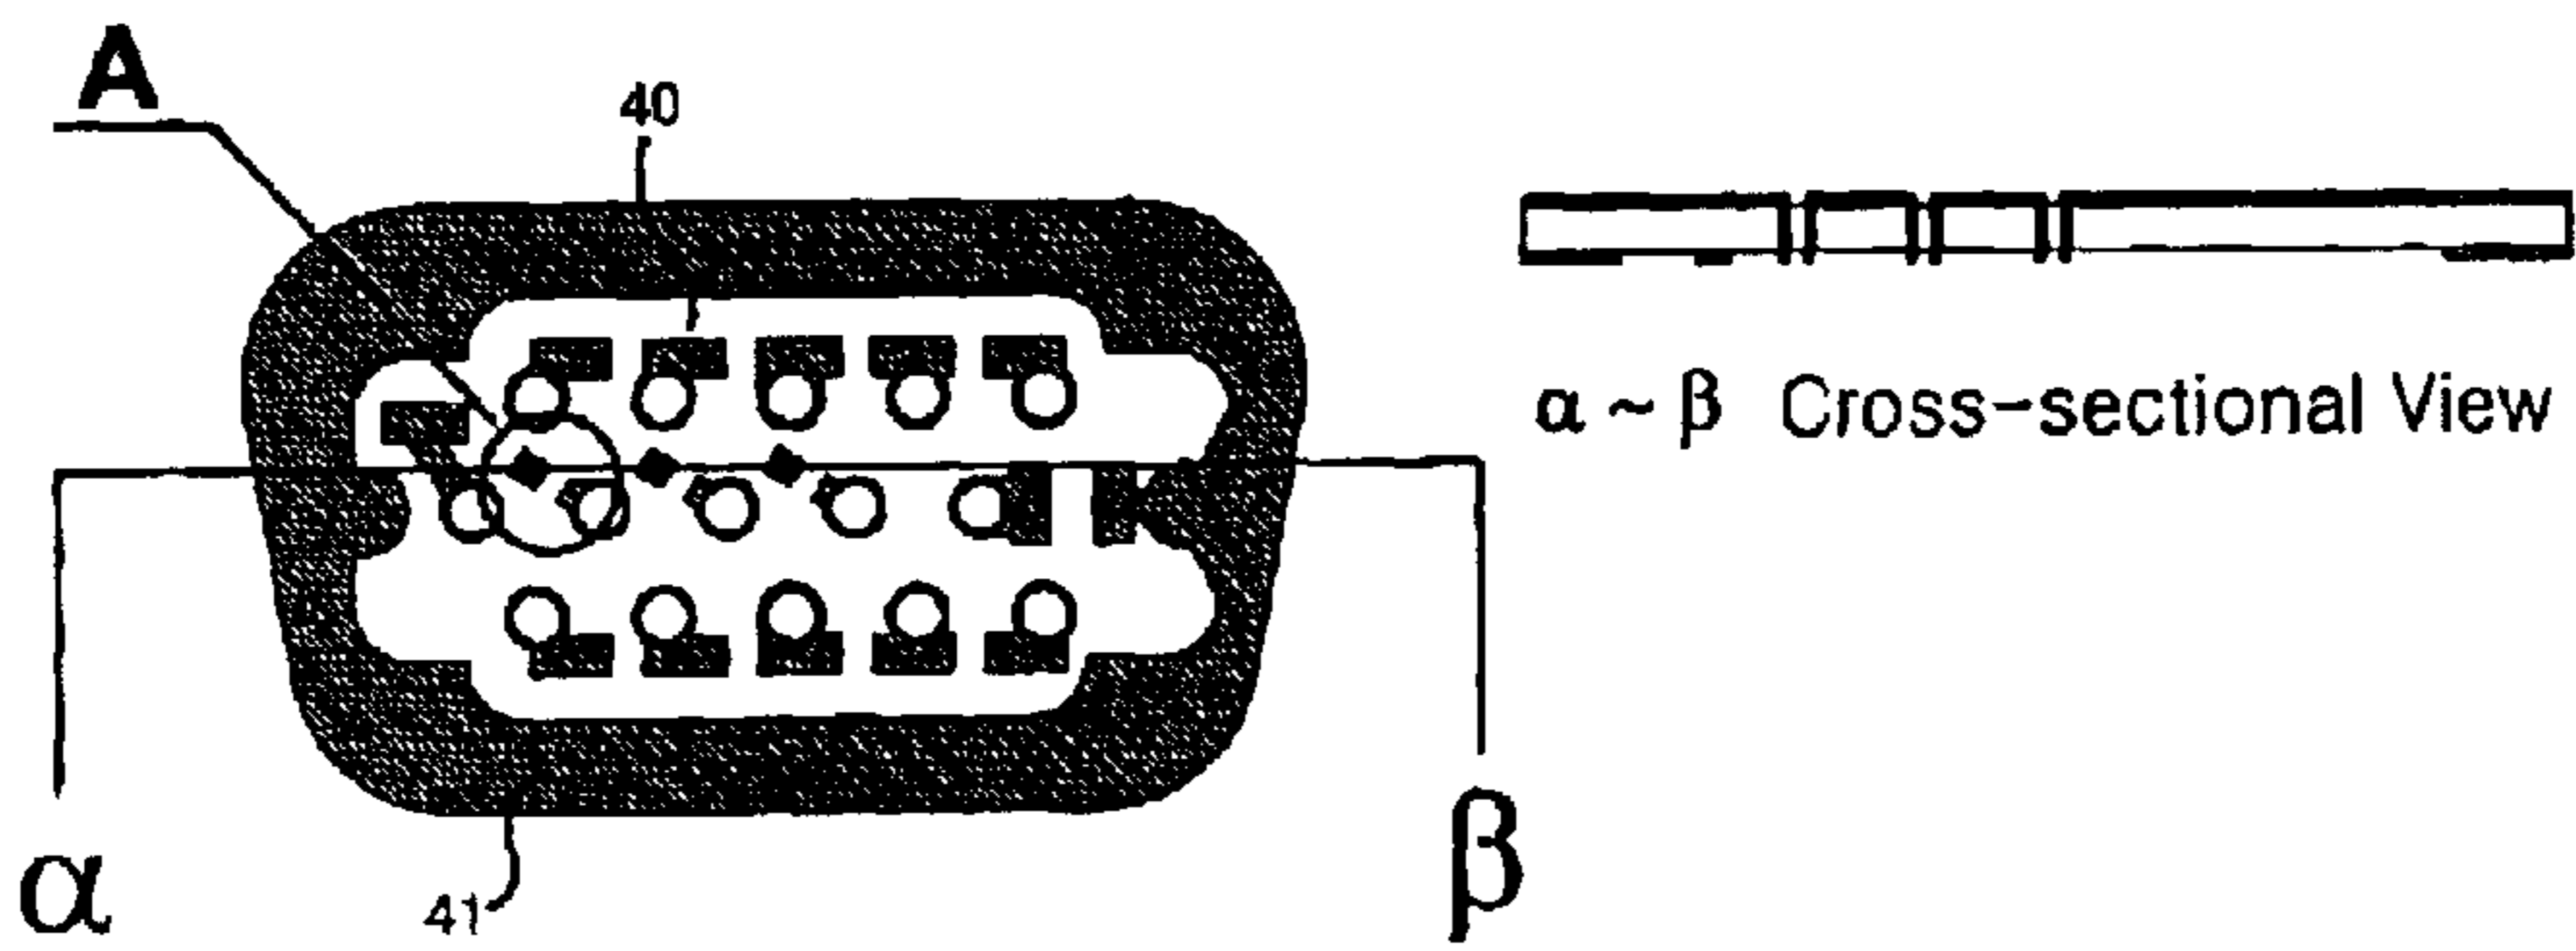 A
40
α ~ β Cross-sectional View
α
β
41